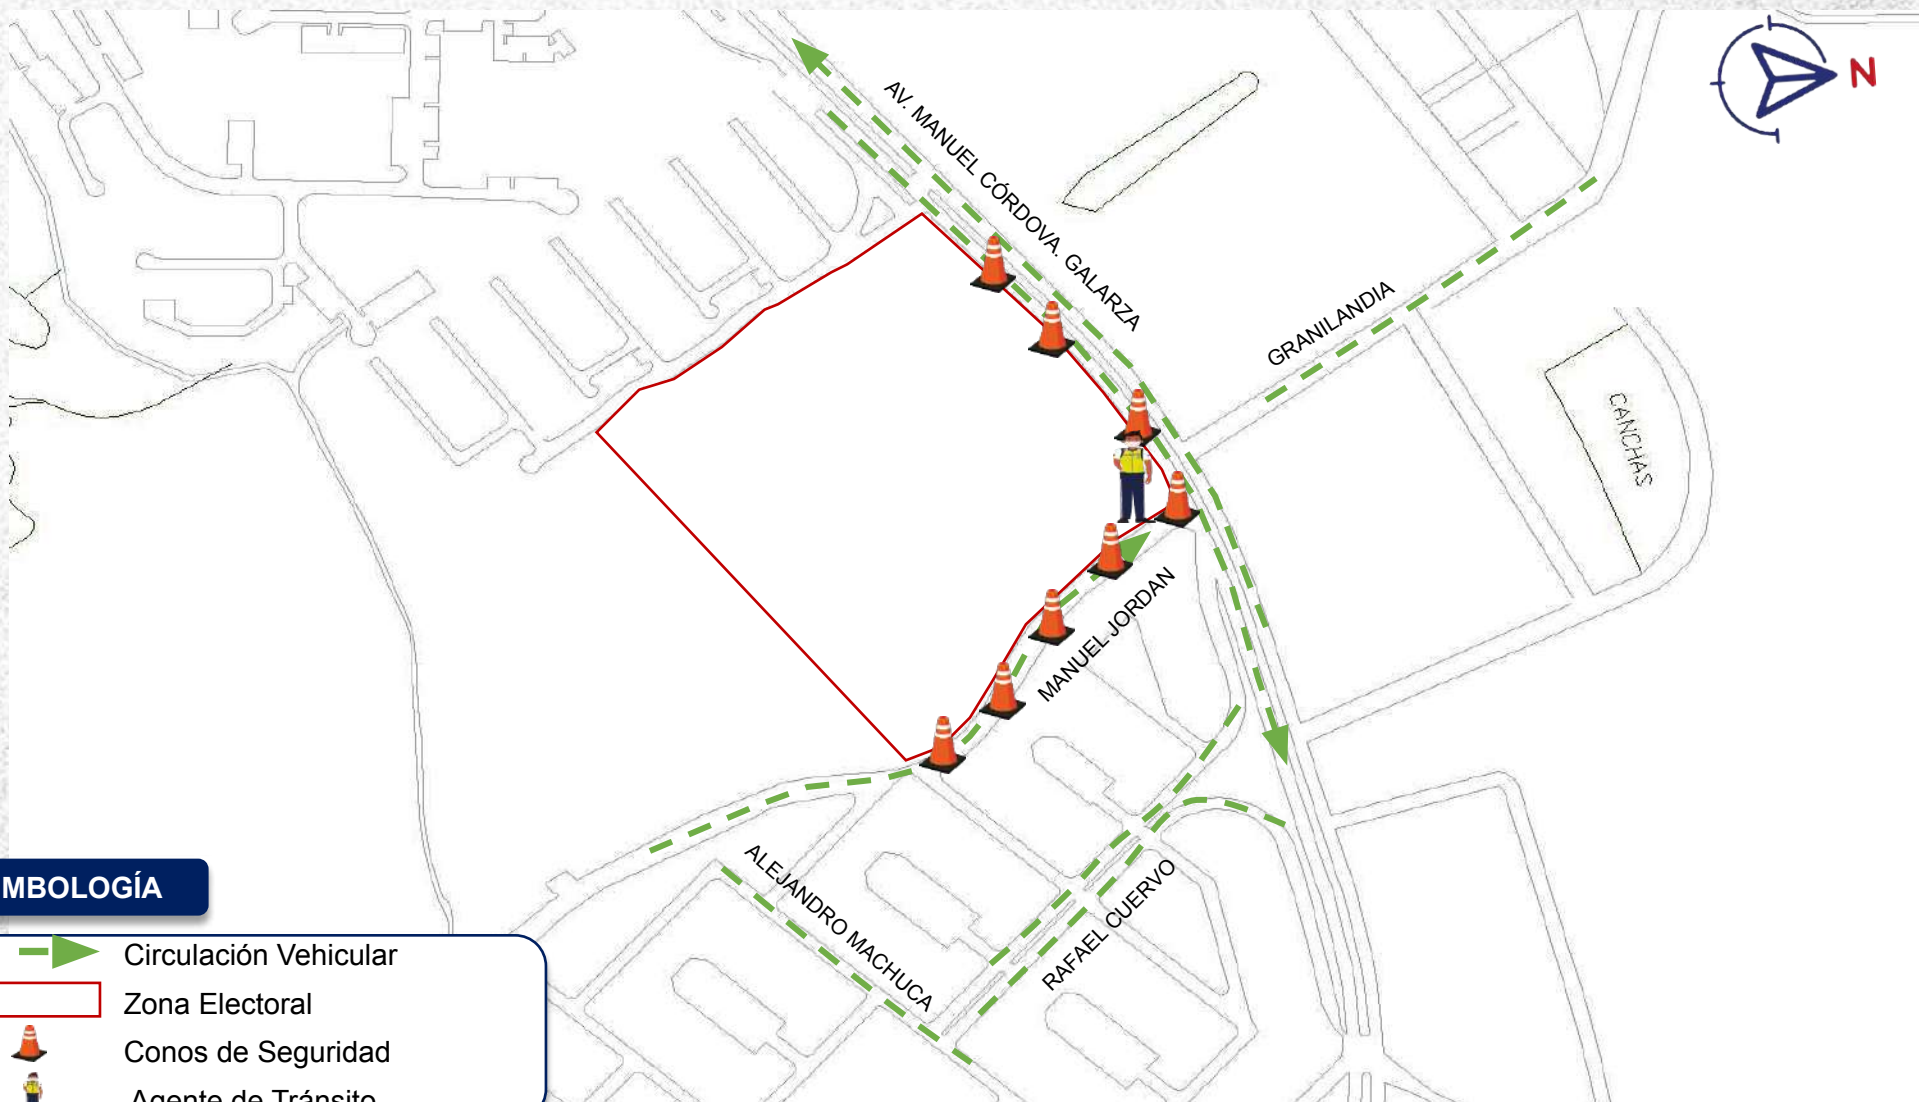 N
AV. MANUEL CÓRDOVA. GALARZA
GRANILANDIA
CANCHAS
MANUEL JORDAN
ALEJANDRO MACHUCA
RAFAEL CUERVO
MBOLOGÍA
Circulación Vehicular
Zona Electoral
Conos de Seguridad
Agente de Tránsito